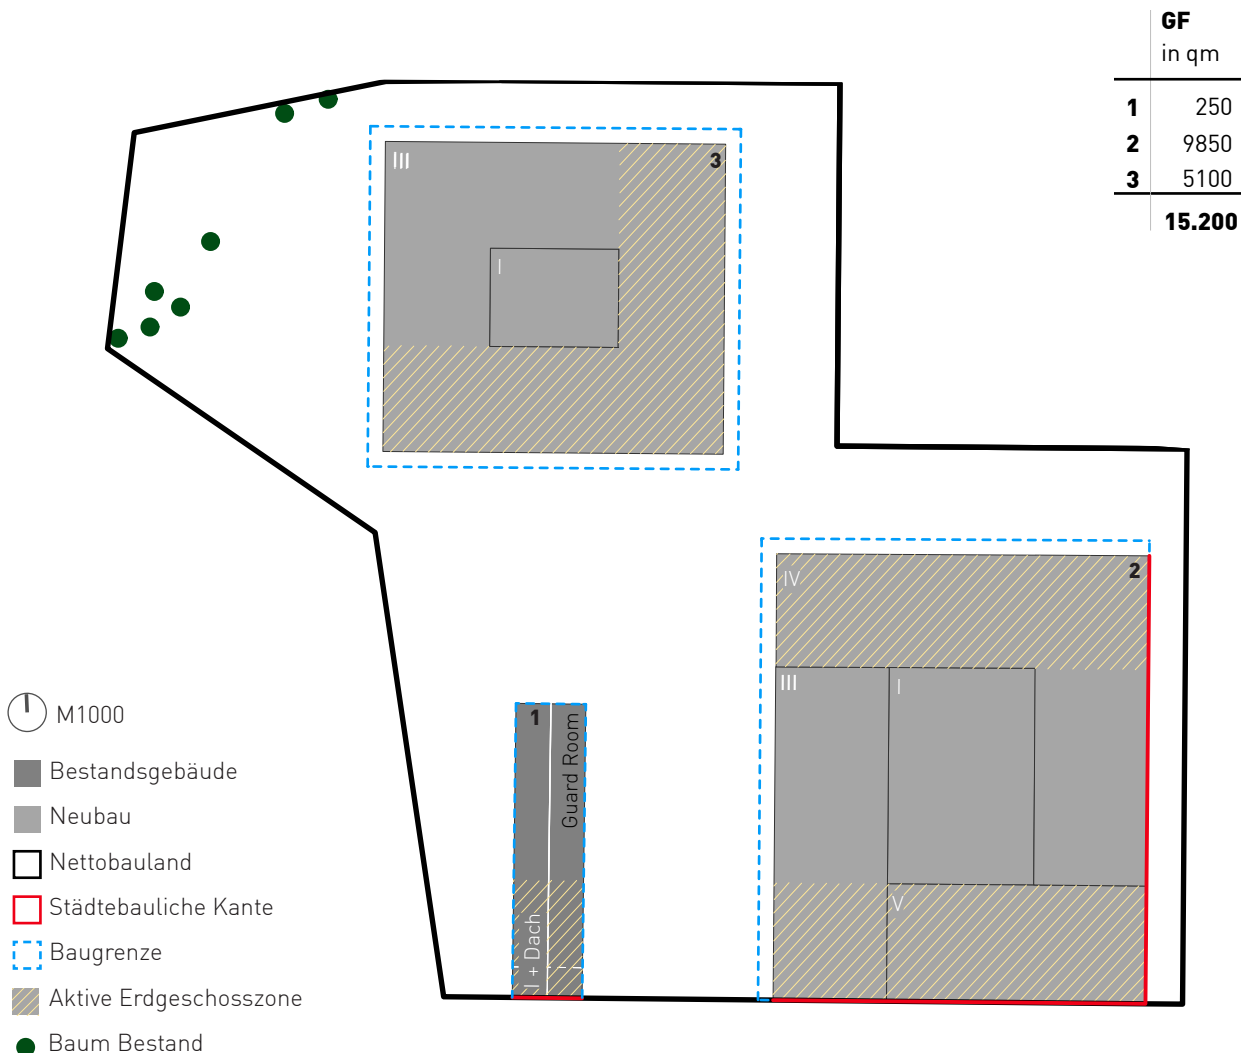 GF
in qm
1 250
2 9850
3 5100
15.200
III
3
I
IV
2
III
I
V
1
Guard Room
I + Dach
M1000
Bestandsgebäude
Neubau
Nettobauland
Städtebauliche Kante
Baugrenze
Aktive Erdgeschosszone
Baum Bestand